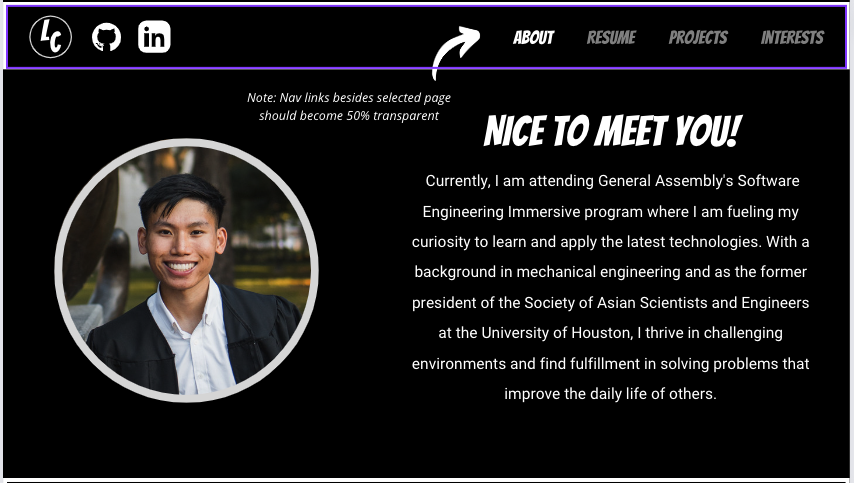 LC in ABOUT RESUME PROJECTS INTERESTS
Note: Nav links besides selected page
should become 50% transparent
NICE TO MEET YOU!
Currently, I am attending General Assembly's Software
Engineering Immersive program where I am fueling my
curiosity to learn and apply the latest technologies. With a
background in mechanical engineering and as the former
president of the Society of Asian Scientists and Engineers
at the University of Houston, I thrive in challenging
environments and find fulfillment in solving problems that
improve the daily life of others.